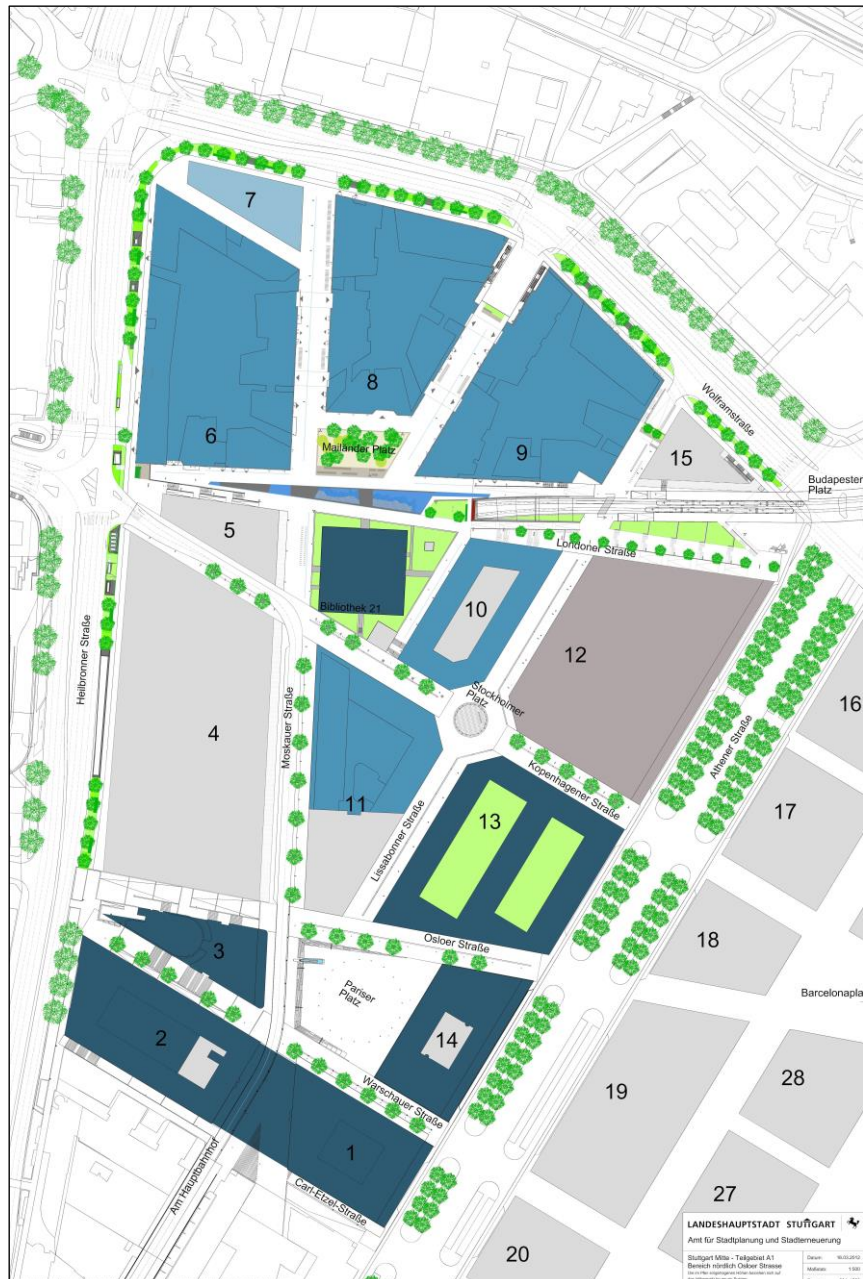 7
8
6
Mailänder Platz
9
Wolframstraße
15
Budapester
Platz
5
Londoner Straße
Bibliothek 21
10
12
Heilbronner Straße
Stockholmer
Platz
16
4
Moskauer Straße
Athener Straße
Kopenhagener Straße
11
13
17
Lissabonner Straße
3
Osloer Straße
18
Pariser
Platz
Barcelonapla
2
14
19
28
Warschauer Straße
1
Am Hauptbahnhof
Carl-Etzel-Straße
27
20
LANDESHAUPTSTADT STUTTGART
Amt für Stadtplanung und Stadterneuerung
Stuttgart Mitte - Teilgebiet A1
Bereich nördlich Osloer Strasse
Datum:
Maßstab: